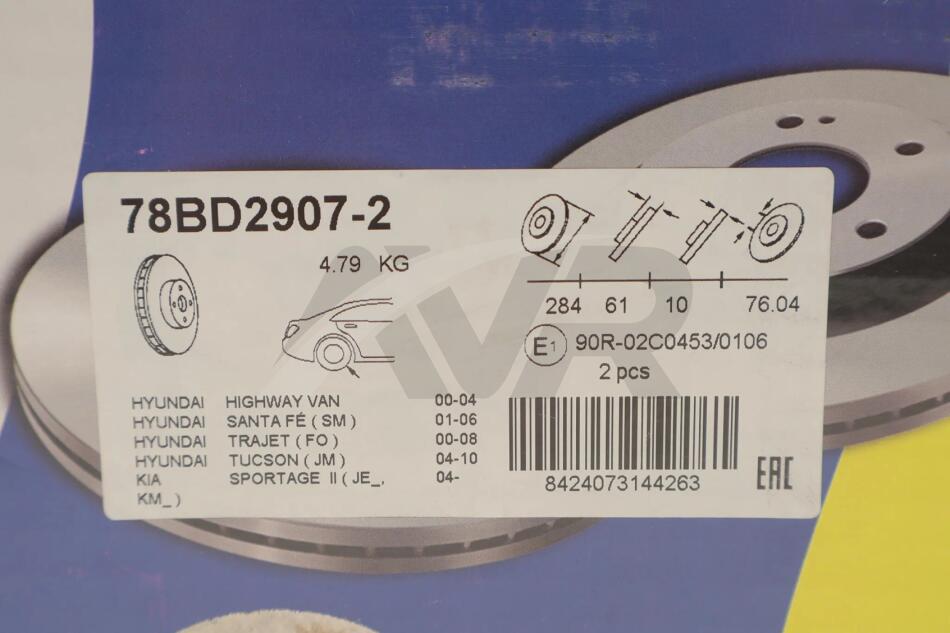 78BD2907-2
4.79 KG
284 61 10 76.04
E1 90R-02C0453/0106
2 pcs
HYUNDAI HIGHWAY VAN 00-04
HYUNDAI SANTA FÉ ( SM ) 01-06
HYUNDAI TRAJET ( FO ) 00-08
HYUNDAI TUCSON ( JM ) 04-10
KIA SPORTAGE II ( JE_, 04-
KM_ )
8424073144263
EAC
AVR